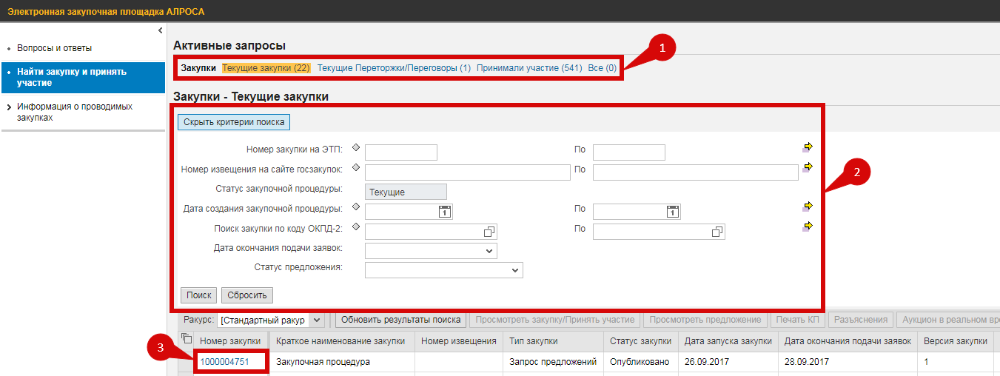 Электронная закупочная площадка АЛРОСА
Вопросы и ответы
Найти закупку и принять
участие
Информация о проводимых
закупках
Активные запросы
1
Закупки Текущие закупки (22) Текущие Переторжки/Переговоры (1) Принимали участие (541) Все (0)
Закупки - Текущие закупки
Скрыть критерии поиска
Номер закупки на ЭТП: По
Номер извещения на сайте госзакупок: По
2
Статус закупочной процедуры: Текущие
Дата создания закупочной процедуры: 1 По 1
Поиск закупки по коду ОКПД-2: По
Дата окончания подачи заявок:
Статус предложения:
Поиск Сбросить
Ракурс: [Стандартный ракур Обновить результаты поиска Просмотреть закупку/Принять участие Просмотреть предложение Печать КП Разъяснения Аукцион в реальном вре
Номер закупки Краткое наименование закупки Номер извещения Тип закупки Статус закупки Дата запуска закупки Дата окончания подачи заявок Версия закупки
3
1000004751 Закупочная процедура Запрос предложений Опубликовано 26.09.2017 28.09.2017 1